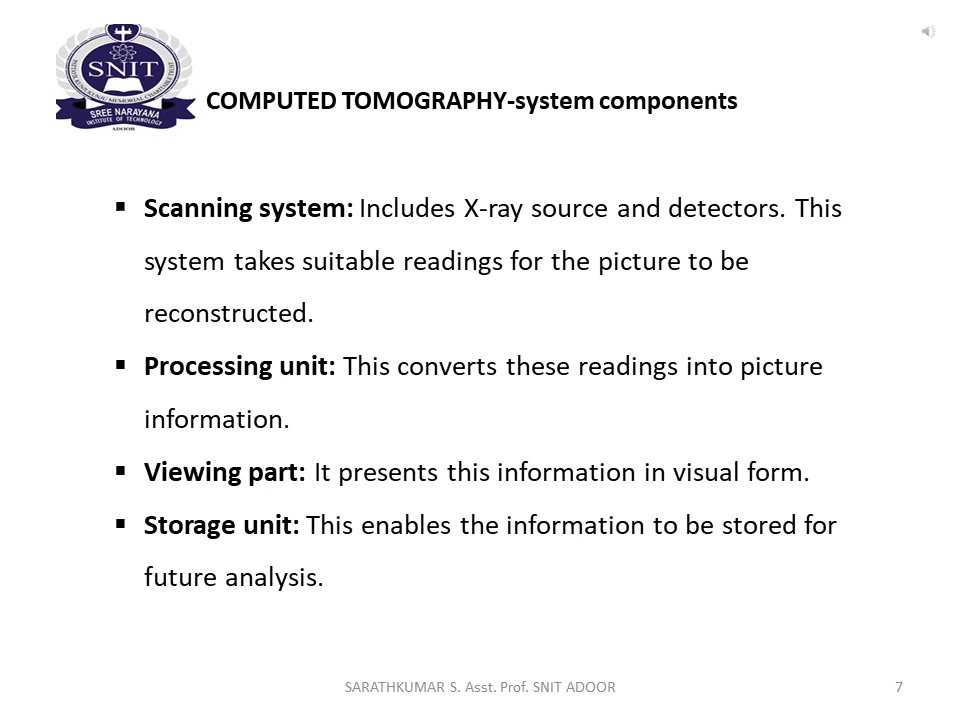 SNIT
SREE NARAYANA
INSTITUTE OF TECHNOLOGY
ADOOR
COMPUTED TOMOGRAPHY-system components
▪ Scanning system: Includes X-ray source and detectors. This
system takes suitable readings for the picture to be
reconstructed.
▪ Processing unit: This converts these readings into picture
information.
▪ Viewing part: It presents this information in visual form.
▪ Storage unit: This enables the information to be stored for
future analysis.
SARATHKUMAR S. Asst. Prof. SNIT ADOOR
7